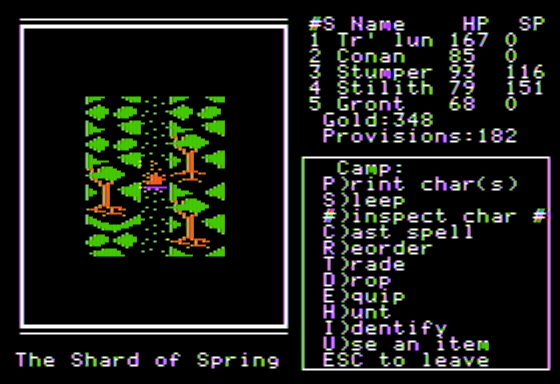 #S Name HP SP
1 Tr' lun 167 0
2 Conan 85 0
3 Stumper 93 116
4 Stilith 79 151
5 Gront 68 0
Gold:348
Provisions:182
Camp:
P)rint char(s)
S)leep
#)inspect char #
C)ast spell
R)eorder
T)rade
D)rop
E)quip
H)unt
I)dentify
U)se an item
ESC to leave
The Shard of Spring